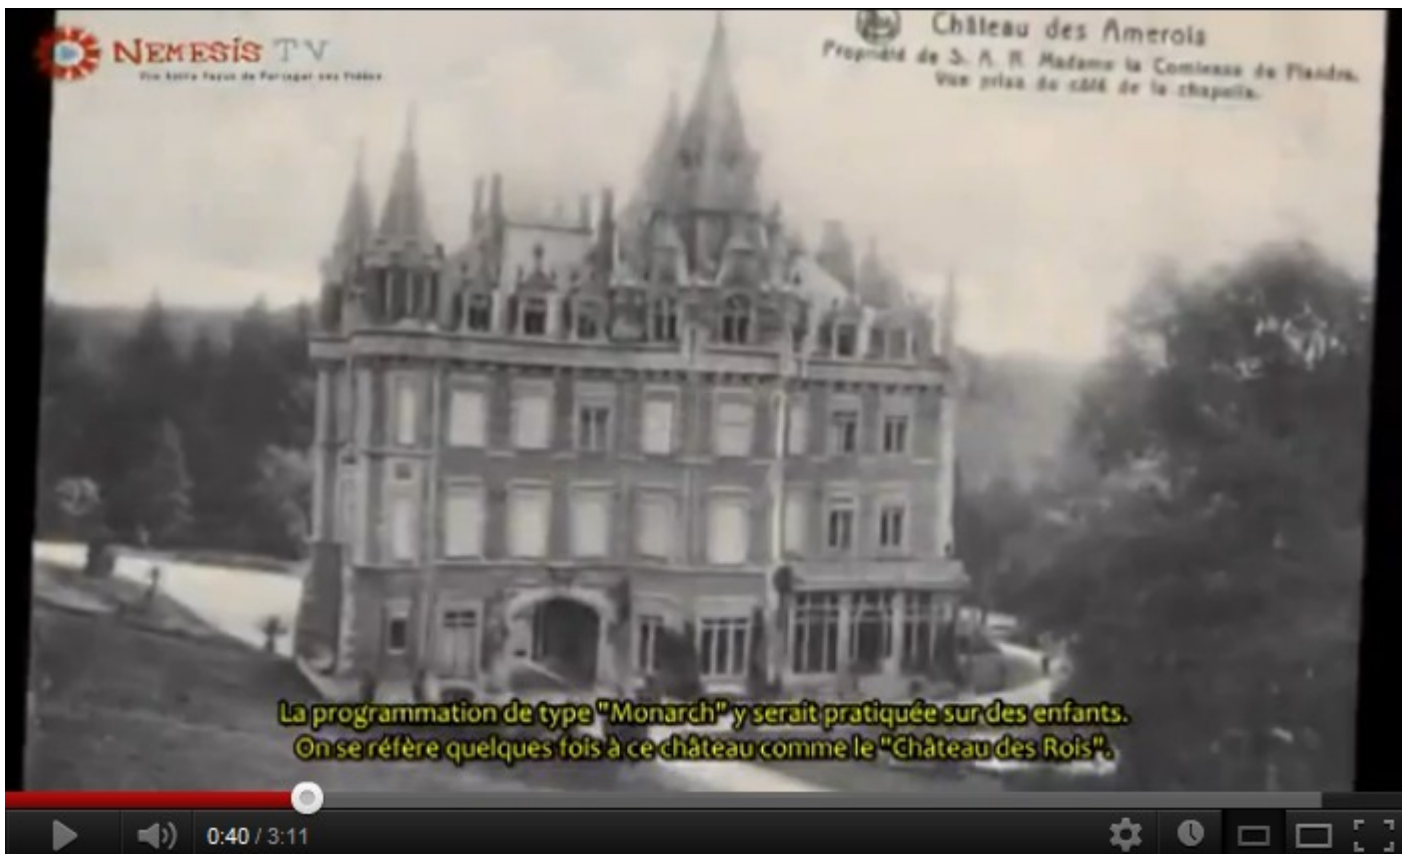 NEMESIS TV
Château des Amerois
Propriété de S. A. R. Madame la Comtesse de Flandre.
Vue prise du côté de la chapelle.
La programmation de type "Monarch" y serait pratiquée sur des enfants.
On se réfère quelques fois à ce château comme le "Château des Rois".
0:40 / 3:11